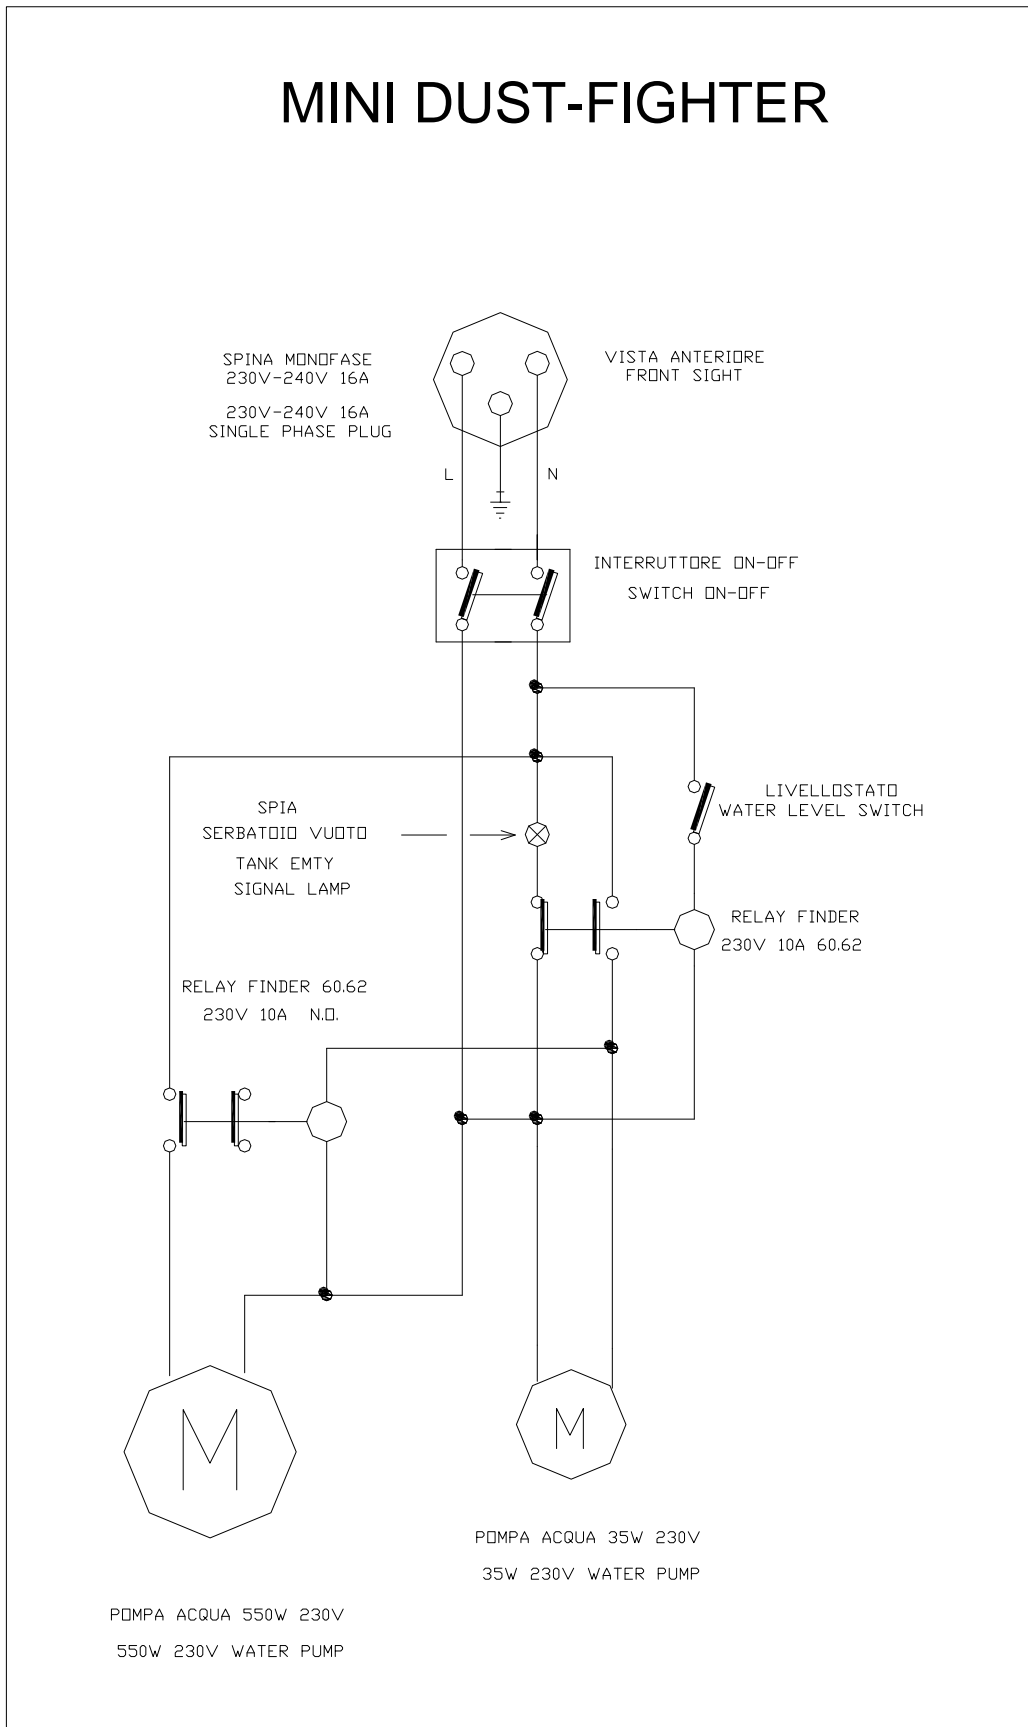 MINI DUST-FIGHTER
SPINA MONOFASE
230V-240V 16A
230V-240V 16A
SINGLE PHASE PLUG
VISTA ANTERIORE
FRONT SIGHT
L
N
INTERRUTTORE ON-OFF
SWITCH ON-OFF
LIVELLOSTATO
WATER LEVEL SWITCH
SPIA
SERBATOIO VUOTO
TANK EMTY
SIGNAL LAMP
RELAY FINDER
230V 10A 60.62
RELAY FINDER 60.62
230V 10A N.O.
M
M
POMPA ACQUA 35W 230V
35W 230V WATER PUMP
POMPA ACQUA 550W 230V
550W 230V WATER PUMP